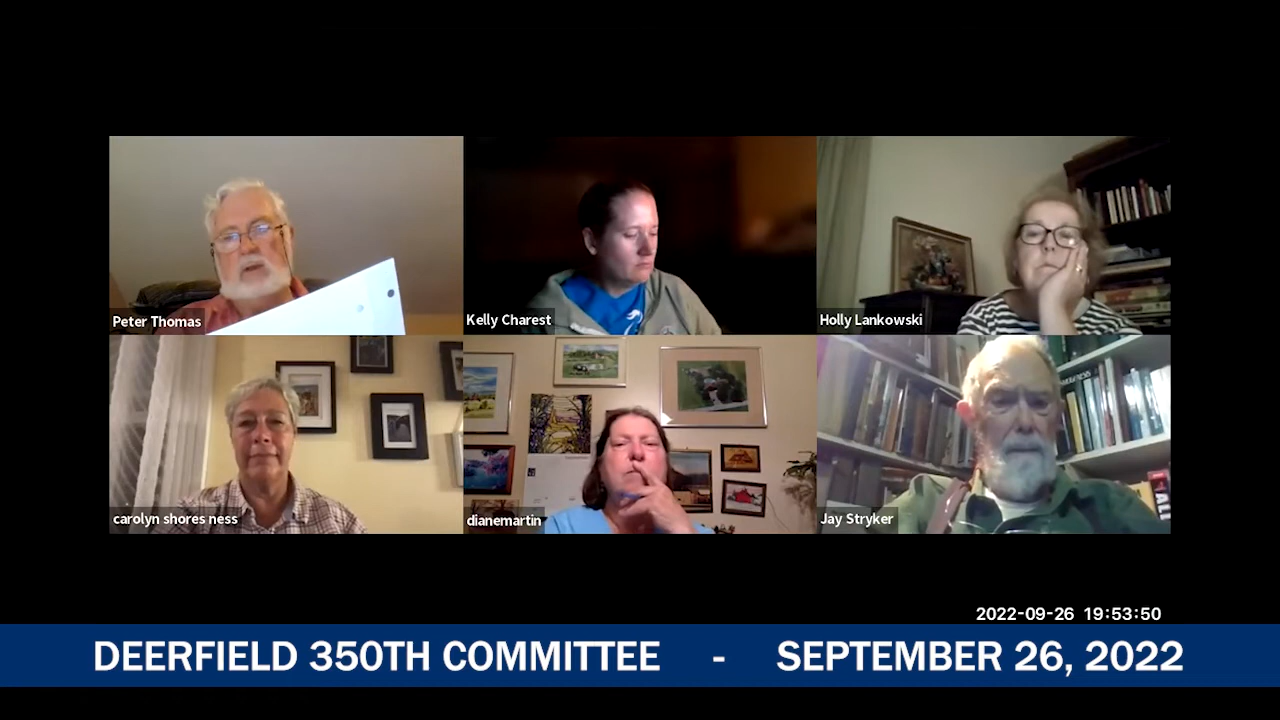 Peter Thomas
Kelly Charest
Holly Lankowski
carolyn shores ness
dianemartin
Jay Stryker
2022-09-26 19:53:50
DEERFIELD 350TH COMMITTEE - SEPTEMBER 26, 2022